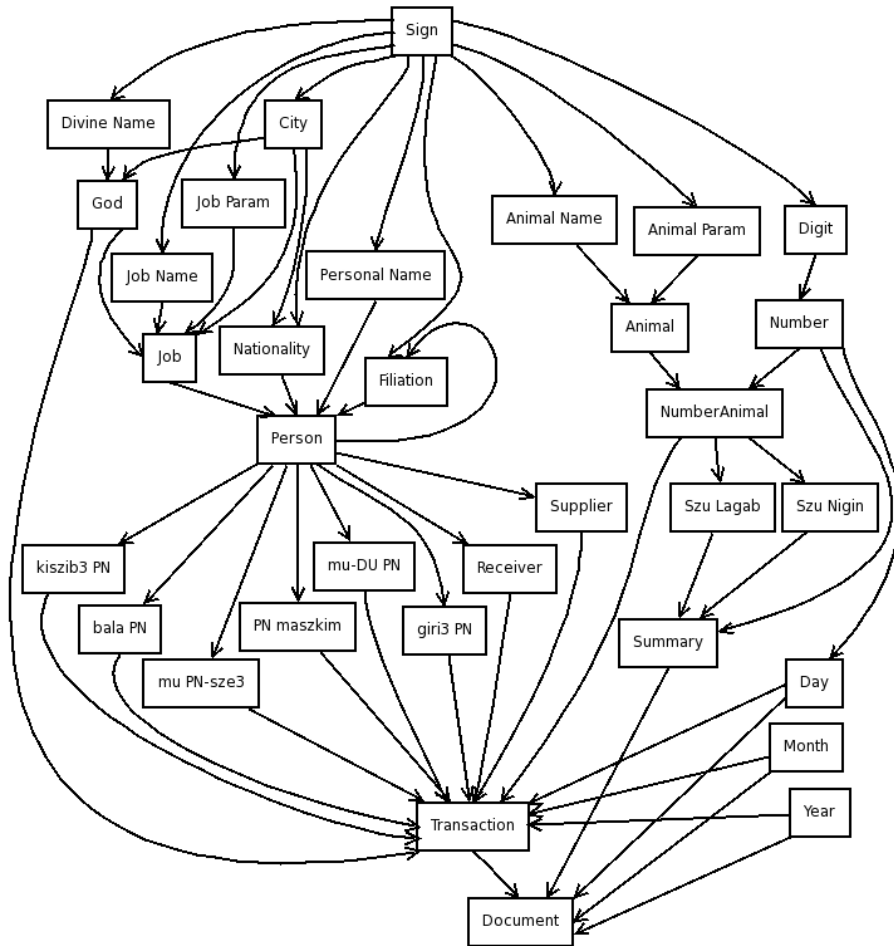 Sign
Divine Name
City
God
Job Param
Animal Name
Animal Param
Digit
Job Name
Personal Name
Animal
Number
Job
Nationality
Filiation
NumberAnimal
Person
Supplier
Szu Lagab
Szu Nigin
kiszib3 PN
mu-DU PN
Receiver
bala PN
PN maszkim
giri3 PN
Summary
mu PN-sze3
Day
Month
Transaction
Year
Document